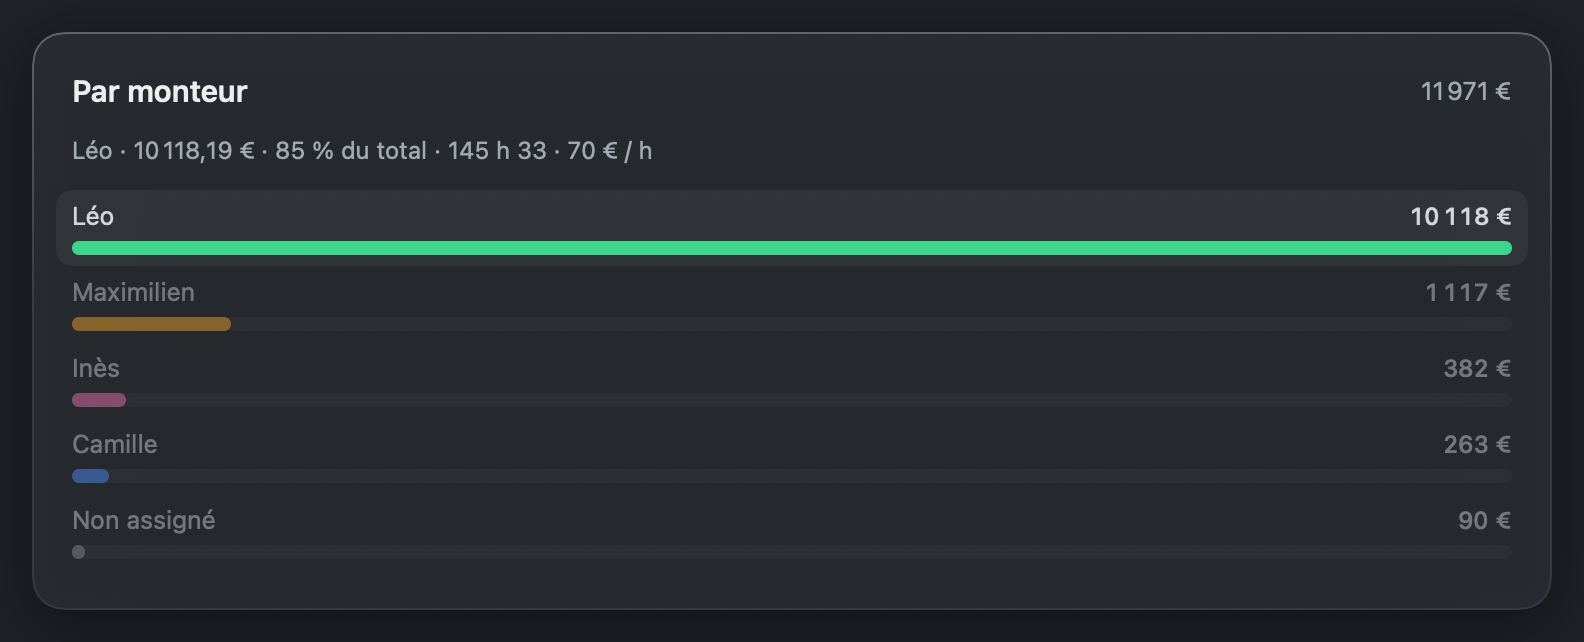 Par monteur
11 971 €
Léo · 10 118,19 € · 85 % du total · 145 h 33 · 70 € / h
Léo
10 118 €
Maximilien
1 117 €
Inès
382 €
Camille
263 €
Non assigné
90 €